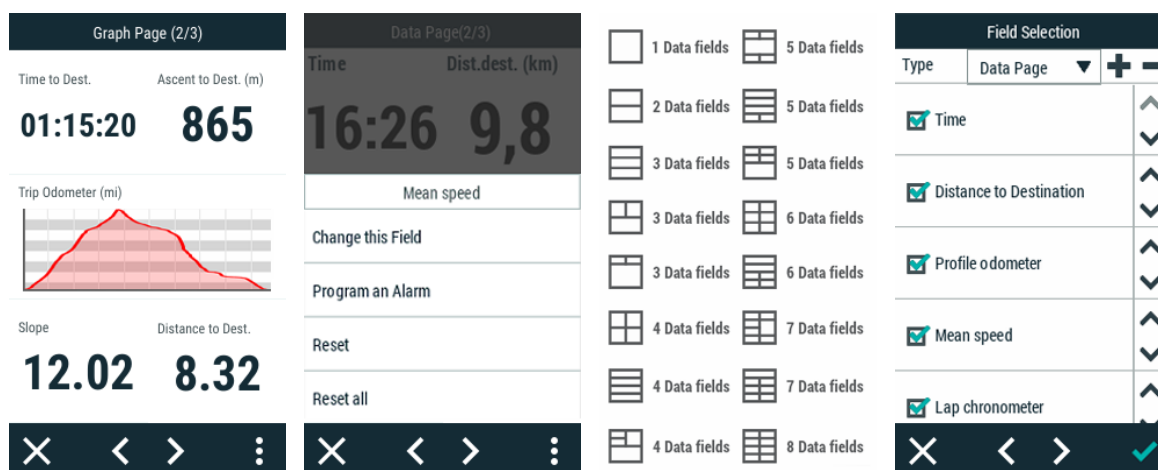 Graph Page (2/3)
Time to Dest. Ascent to Dest. (m)
01:15:20 865
Trip Odometer (mi)
Slope Distance to Dest.
12.02 8.32
Data Page(2/3)
Time Dist.dest. (km)
16:26 9,8
Mean speed
Change this Field
Program an Alarm
Reset
Reset all
1 Data fields 5 Data fields
2 Data fields 5 Data fields
3 Data fields 5 Data fields
3 Data fields 6 Data fields
3 Data fields 6 Data fields
4 Data fields 7 Data fields
4 Data fields 7 Data fields
4 Data fields 8 Data fields
Field Selection
Type Data Page
Time
Distance to Destination
Profile odometer
Mean speed
Lap chronometer